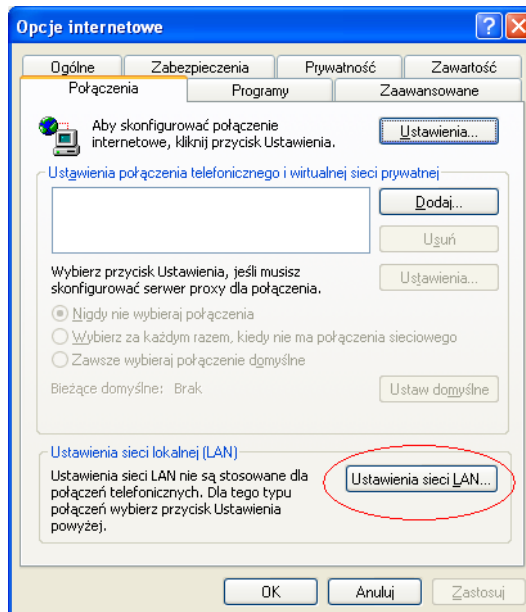 Opcje internetowe
Ogólne
Zabezpieczenia
Prywatność
Zawartość
Połączenia
Programy
Zaawansowane
Aby skonfigurować połączenie
internetowe, kliknij przycisk Ustawienia.
Ustawienia...
Ustawienia połączenia telefonicznego i wirtualnej sieci prywatnej
Dodaj...
Usuń
Wybierz przycisk Ustawienia, jeśli musisz
skonfigurować serwer proxy dla połączenia.
Ustawienia...
Nigdy nie wybieraj połączenia
Wybierz za każdym razem, kiedy nie ma połączenia sieciowego
Zawsze wybieraj połączenie domyślne
Bieżące domyślne: Brak
Ustaw domyślne
Ustawienia sieci lokalnej (LAN)
Ustawienia sieci LAN nie są stosowane dla
połączeń telefonicznych. Dla tego typu
połączeń wybierz przycisk Ustawienia
powyżej.
Ustawienia sieci LAN...
OK
Anuluj
Zastosuj